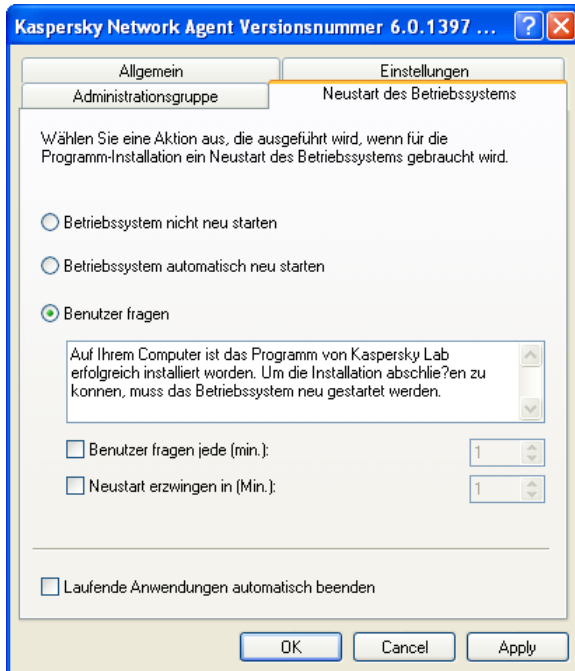 Kaspersky Network Agent Versionsnummer 6.0.1397 ...
Allgemein
Einstellungen
Administrationsgruppe
Neustart des Betriebssystems
Wählen Sie eine Aktion aus, die ausgeführt wird, wenn für die
Programm-Installation ein Neustart des Betriebssystems gebraucht wird.
Betriebssystem nicht neu starten
Betriebssystem automatisch neu starten
Benutzer fragen
Auf Ihrem Computer ist das Programm von Kaspersky Lab
erfolgreich installiert worden. Um die Installation abschlie?en zu
konnen, muss das Betriebssystem neu gestartet werden.
Benutzer fragen jede (min.):
1
Neustart erzwingen in (Min.):
1
Laufende Anwendungen automatisch beenden
OK
Cancel
Apply